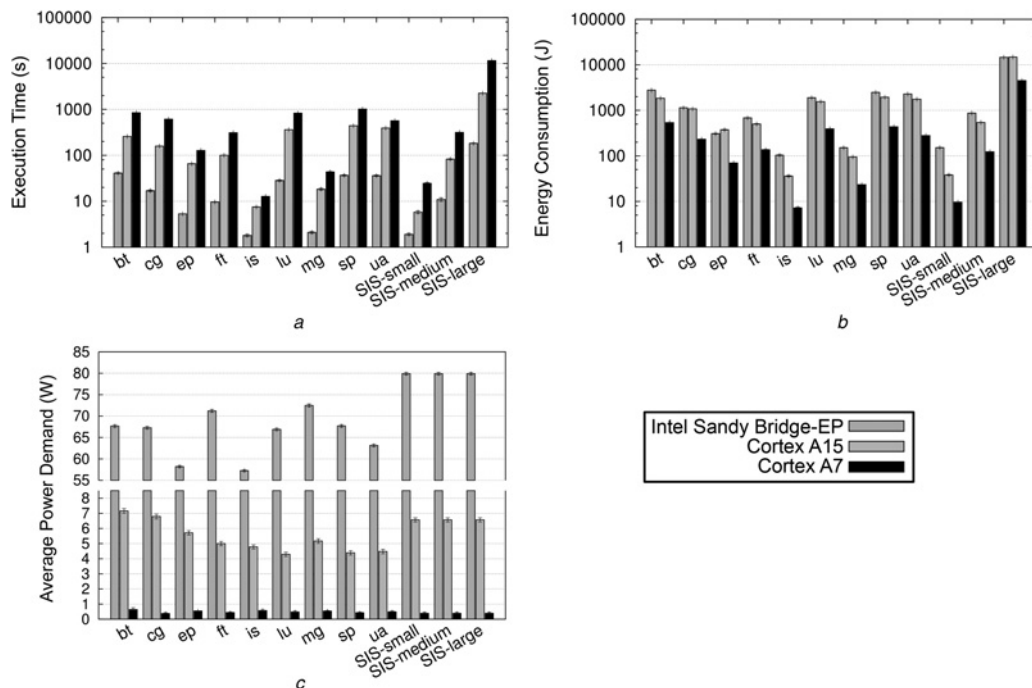 Execution Time (s)
100000
10000
1000
100
10
1
bt
cg
ep
ft
is
lu
mg
sp
ua
SIS-small
SIS-medium
SIS-large
a
Energy Consumption (J)
100000
10000
1000
100
10
1
bt
cg
ep
ft
is
lu
mg
sp
ua
SIS-small
SIS-medium
SIS-large
b
Average Power Demand (W)
85
80
75
70
65
60
55
8
7
6
5
4
3
2
1
0
bt
cg
ep
ft
is
lu
mg
sp
ua
SIS-small
SIS-medium
SIS-large
c
Intel Sandy Bridge-EP
Cortex A15
Cortex A7